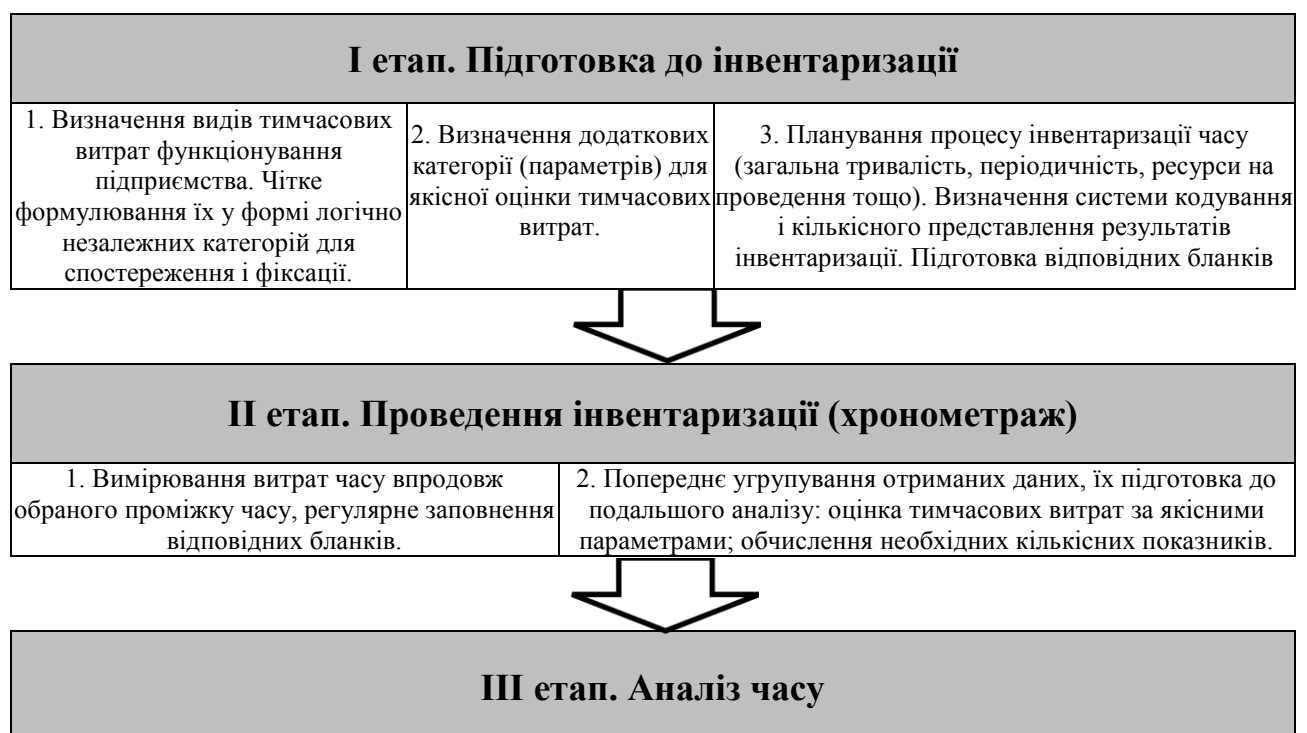 І етап. Підготовка до інвентаризації
1. Визначення видів тимчасових
витрат функціонування
підприємства. Чітке
формулювання їх у формі логічно
незалежних категорій для
спостереження і фіксації.
2. Визначення додаткових
категорії (параметрів) для
якісної оцінки тимчасових
витрат.
3. Планування процесу інвентаризації часу
(загальна тривалість, періодичність, ресурси на
проведення тощо). Визначення системи кодування
і кількісного представлення результатів
інвентаризації. Підготовка відповідних бланків
ІІ етап. Проведення інвентаризації (хронометраж)
1. Вимірювання витрат часу впродовж
обраного проміжку часу, регулярне заповнення
відповідних бланків.
2. Попереднє угрупування отриманих даних, їх підготовка до
подальшого аналізу: оцінка тимчасових витрат за якісними
параметрами; обчислення необхідних кількісних показників.
ІІІ етап. Аналіз часу